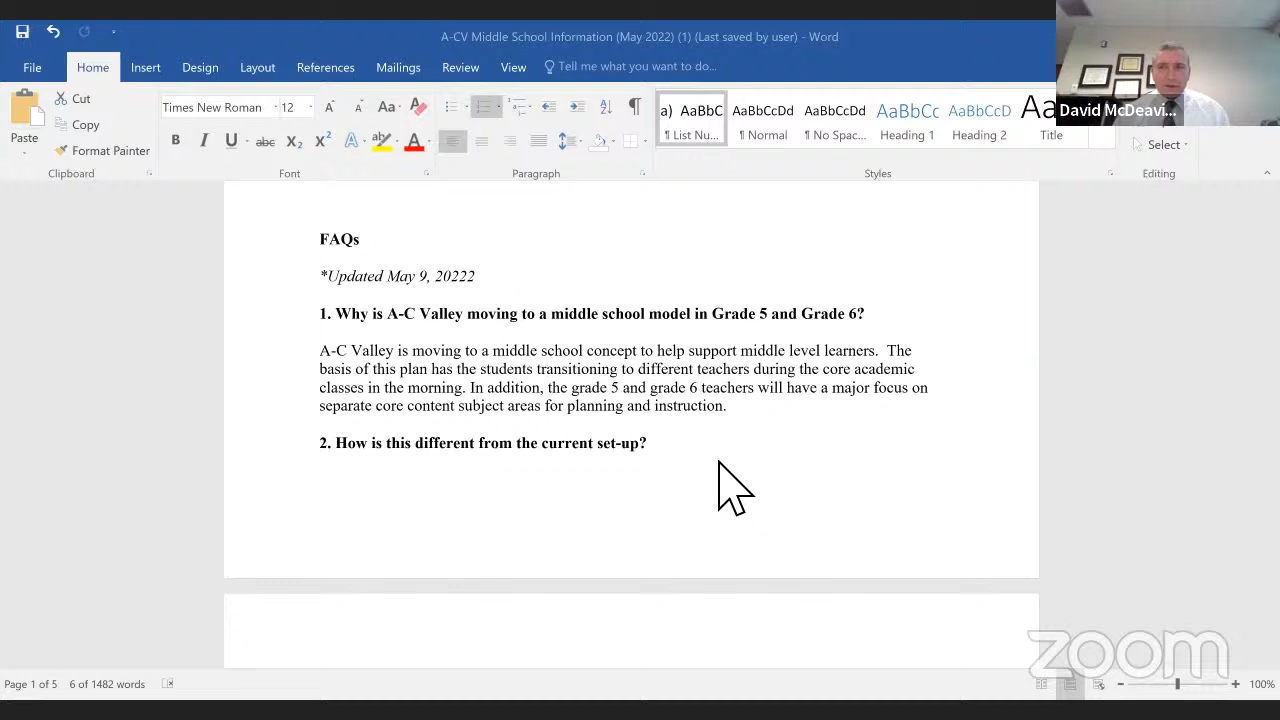 A-CV Middle School Information (May 2022) (1) (Last saved by user) - Word
File Home Insert Design Layout References Mailings Review View Tell me what you want to do...
Paste
Cut
Copy
Format Painter
Clipboard
Times New Roman 12
Font
Paragraph
a) AaBbC AaBbCcDd AaBbCcDd AaBbCc AaBbCcD Aa
¶ List Nu... ¶ Normal ¶ No Spac... Heading 1 Heading 2 Title
Styles
Select
Editing
David McDeavi...
FAQs
*Updated May 9, 20222
1. Why is A-C Valley moving to a middle school model in Grade 5 and Grade 6?
A-C Valley is moving to a middle school concept to help support middle level learners.  The
basis of this plan has the students transitioning to different teachers during the core academic
classes in the morning. In addition, the grade 5 and grade 6 teachers will have a major focus on
separate core content subject areas for planning and instruction.
2. How is this different from the current set-up?
zoom
Page 1 of 5 6 of 1482 words
100%